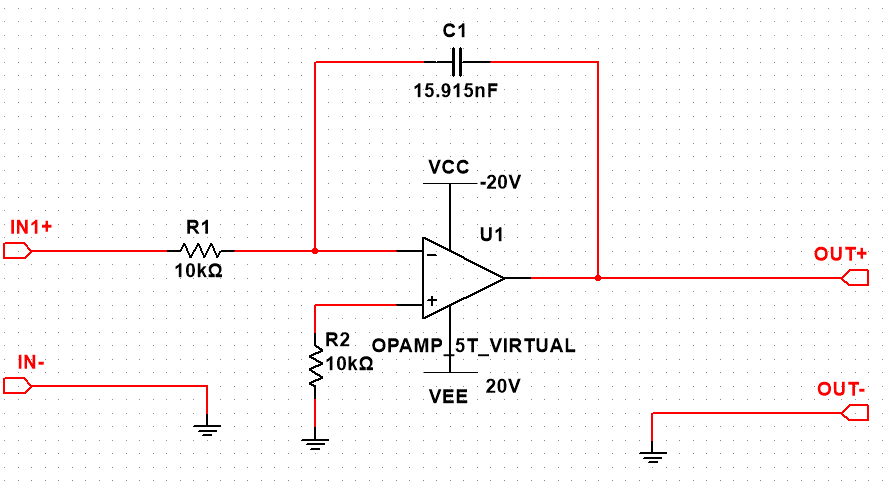 C1
15.915nF
VCC
-20V
IN1+
R1
10kΩ
U1
OUT+
−
+
R2
10kΩ
OPAMP_5T_VIRTUAL
IN-
20V
VEE
OUT-